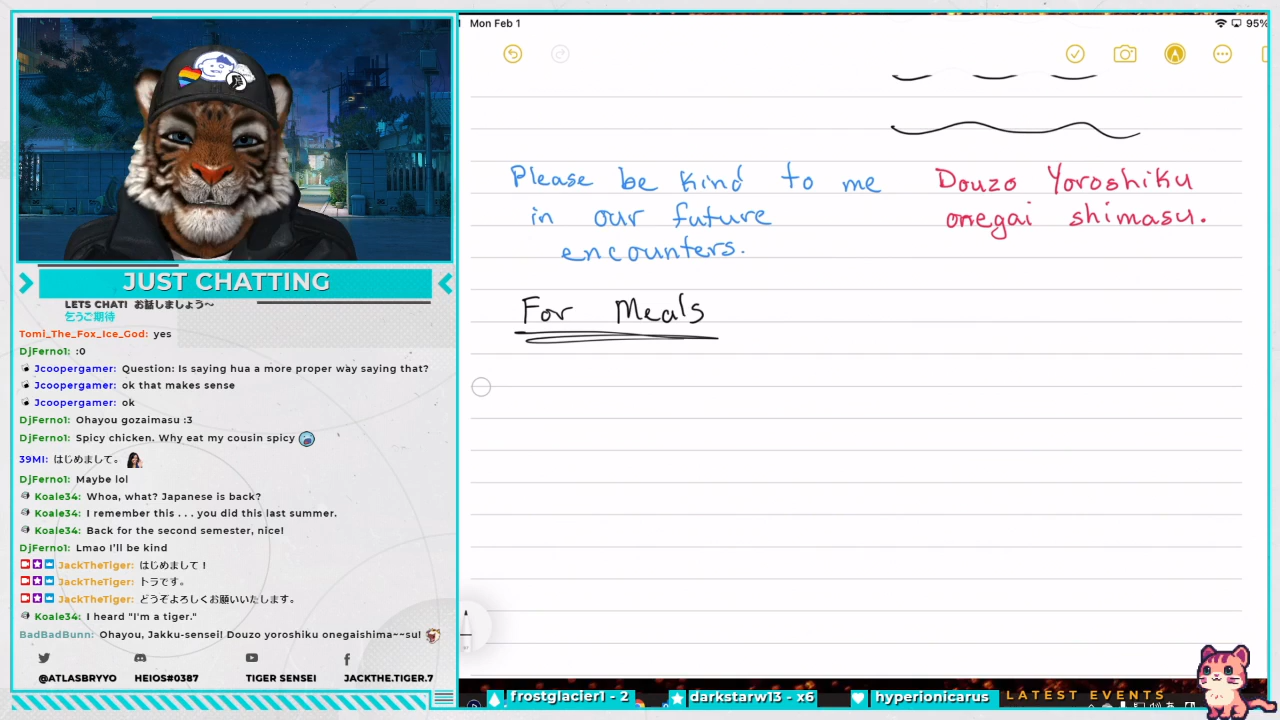 Mon Feb 1
95%
Please be kind to me
in our future
encounters.
Douzo Yoroshiku
onegai shimasu.
For Meals
JUST CHATTING
LETS CHAT! お話しましょう〜
乞うご期待
Tomi_The_Fox_Ice_God: yes
DjFerno1: :0
Jcoopergamer: Question: Is saying hua a more proper way saying that?
Jcoopergamer: ok that makes sense
Jcoopergamer: ok
DjFerno1: Ohayou gozaimasu :3
DjFerno1: Spicy chicken. Why eat my cousin spicy
39MI: はじめまして。
DjFerno1: Maybe lol
Koale34: Whoa, what? Japanese is back?
Koale34: I remember this . . . you did this last summer.
Koale34: Back for the second semester, nice!
DjFerno1: Lmao I'll be kind
JackTheTiger: はじめまして！
JackTheTiger: トラです。
JackTheTiger: どうぞよろしくお願いいたします。
Koale34: I heard "I'm a tiger."
BadBadBunn: Ohayou, Jakku-sensei! Douzo yoroshiku onegaishima~~su!
@ATLASBRYYO HEIOS#0387 TIGER SENSEI JACKTHE.TIGER.7
frostglacier1 - 2 darkstarw13 - x6 hyperionicarus LATEST EVENTS